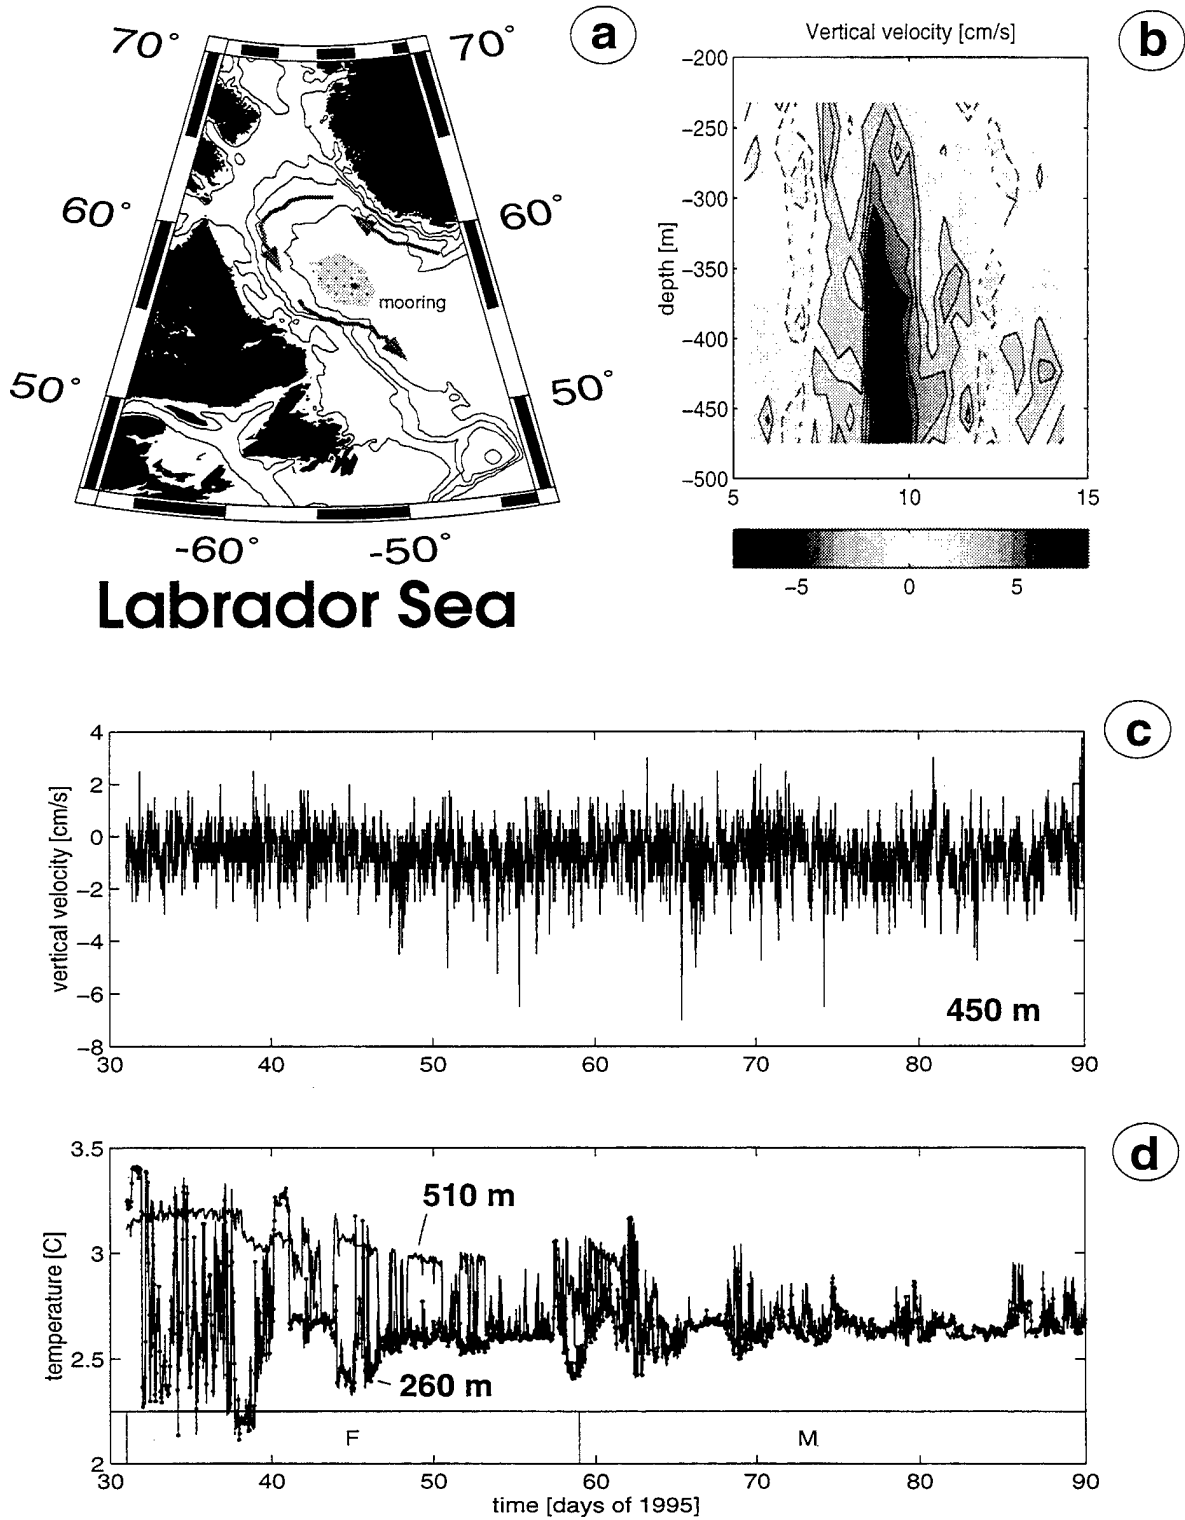 a
70°
70°
60°
60°
mooring
50°
50°
-60°
-50°
Labrador Sea
b
Vertical velocity [cm/s]
depth [m]
−200
−250
−300
−350
−400
−450
−500
5
10
15
−5
0
5
c
vertical velocity [cm/s]
4
2
0
−2
−4
−6
−8
450 m
30
40
50
60
70
80
90
d
temperature [C]
3.5
3
2.5
2
510 m
260 m
F
M
30
40
50
60
70
80
90
time [days of 1995]